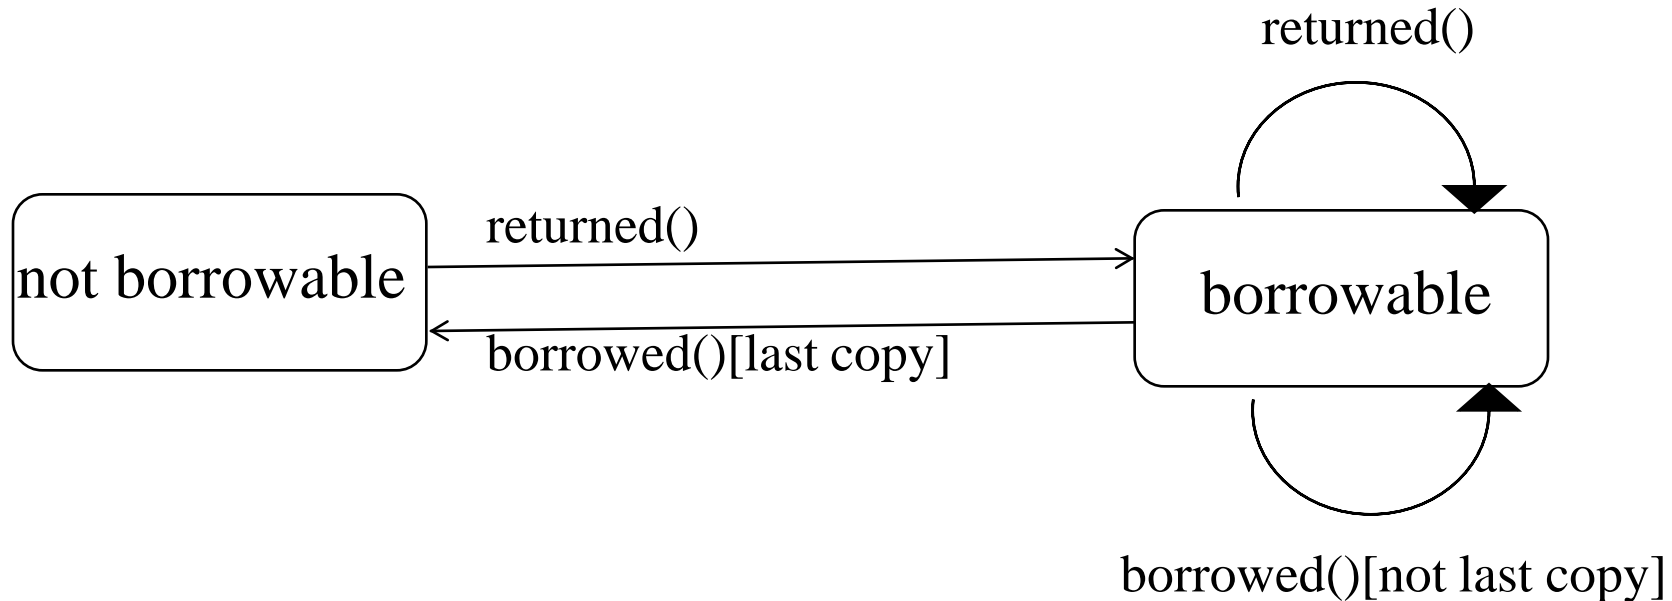 returned()
returned()
not borrowable
borrowable
borrowed()[last copy]
borrowed()[not last copy]